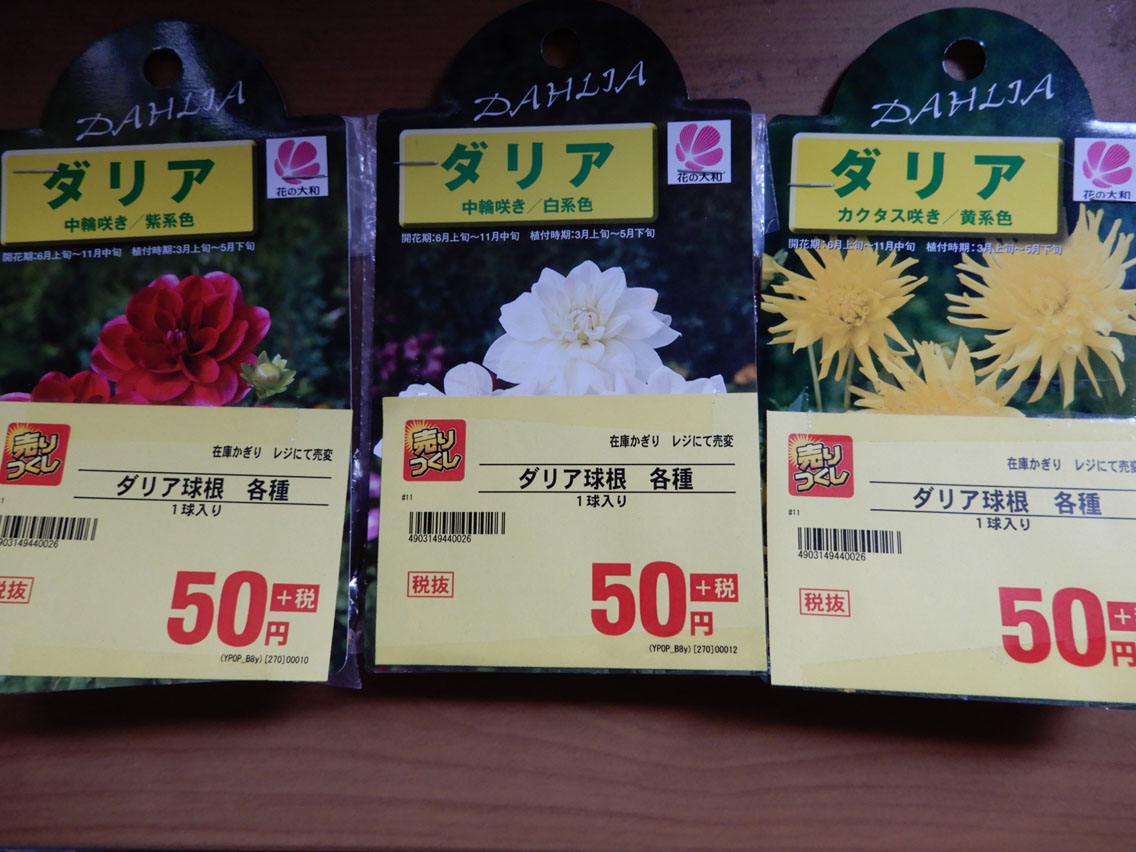 DAHLIA
ダリア
中輪咲き/紫系色
花の大和
開花期:6月上旬〜11月中旬 植付時期:3月上旬〜5月下旬
売りつくし
在庫かぎり レジにて売変
ダリア球根 各種
1球入り
4903149440026
税抜
50円+税
(YPOP_B8y) [270]00010
DAHLIA
ダリア
中輪咲き/白系色
花の大和
開花期:6月上旬〜11月中旬 植付時期:3月上旬〜5月下旬
売りつくし
在庫かぎり レジにて売変
ダリア球根 各種
1球入り
#11
4903149440026
税抜
50円+税
(YPOP_B8y) [270]00012
DAHLIA
ダリア
カクタス咲き/黄系色
花の大和
開花期:6月上旬〜11月中旬 植付時期:3月上旬〜5月下旬
売りつくし
在庫かぎり レジにて売変
ダリア球根 各種
1球入り
#11
4903149440026
税抜
50円+税